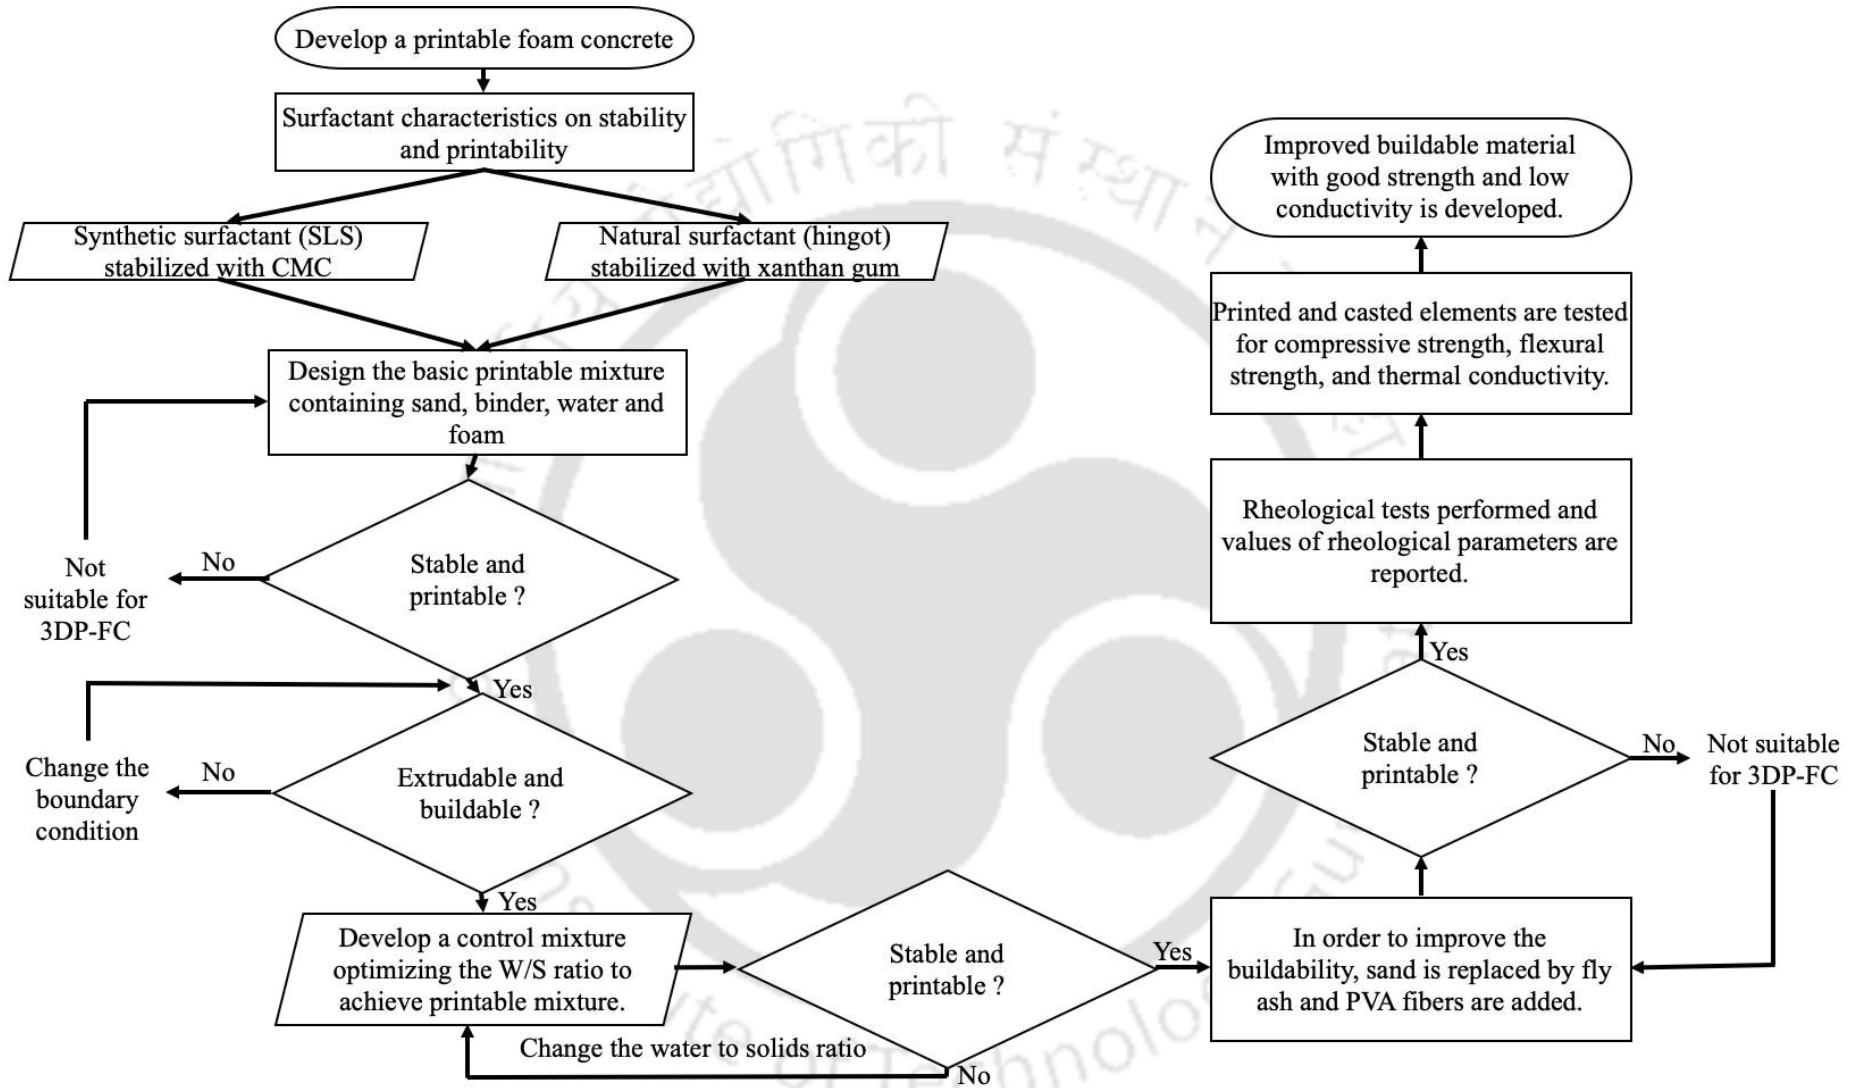 Develop a printable foam concrete
Surfactant characteristics on stability
and printability
Synthetic surfactant (SLS)
stabilized with CMC
Natural surfactant (hingot)
stabilized with xanthan gum
Design the basic printable mixture
containing sand, binder, water and
foam
Stable and
printable ?
No
Not
suitable for
3DP-FC
Yes
Extrudable and
buildable ?
No
Change the
boundary
condition
Yes
Develop a control mixture
optimizing the W/S ratio to
achieve printable mixture.
Stable and
printable ?
No
Change the water to solids ratio
Yes
In order to improve the
buildability, sand is replaced by fly
ash and PVA fibers are added.
Stable and
printable ?
No
Not suitable
for 3DP-FC
Yes
Rheological tests performed and
values of rheological parameters are
reported.
Printed and casted elements are tested
for compressive strength, flexural
strength, and thermal conductivity.
Improved buildable material
with good strength and low
conductivity is developed.